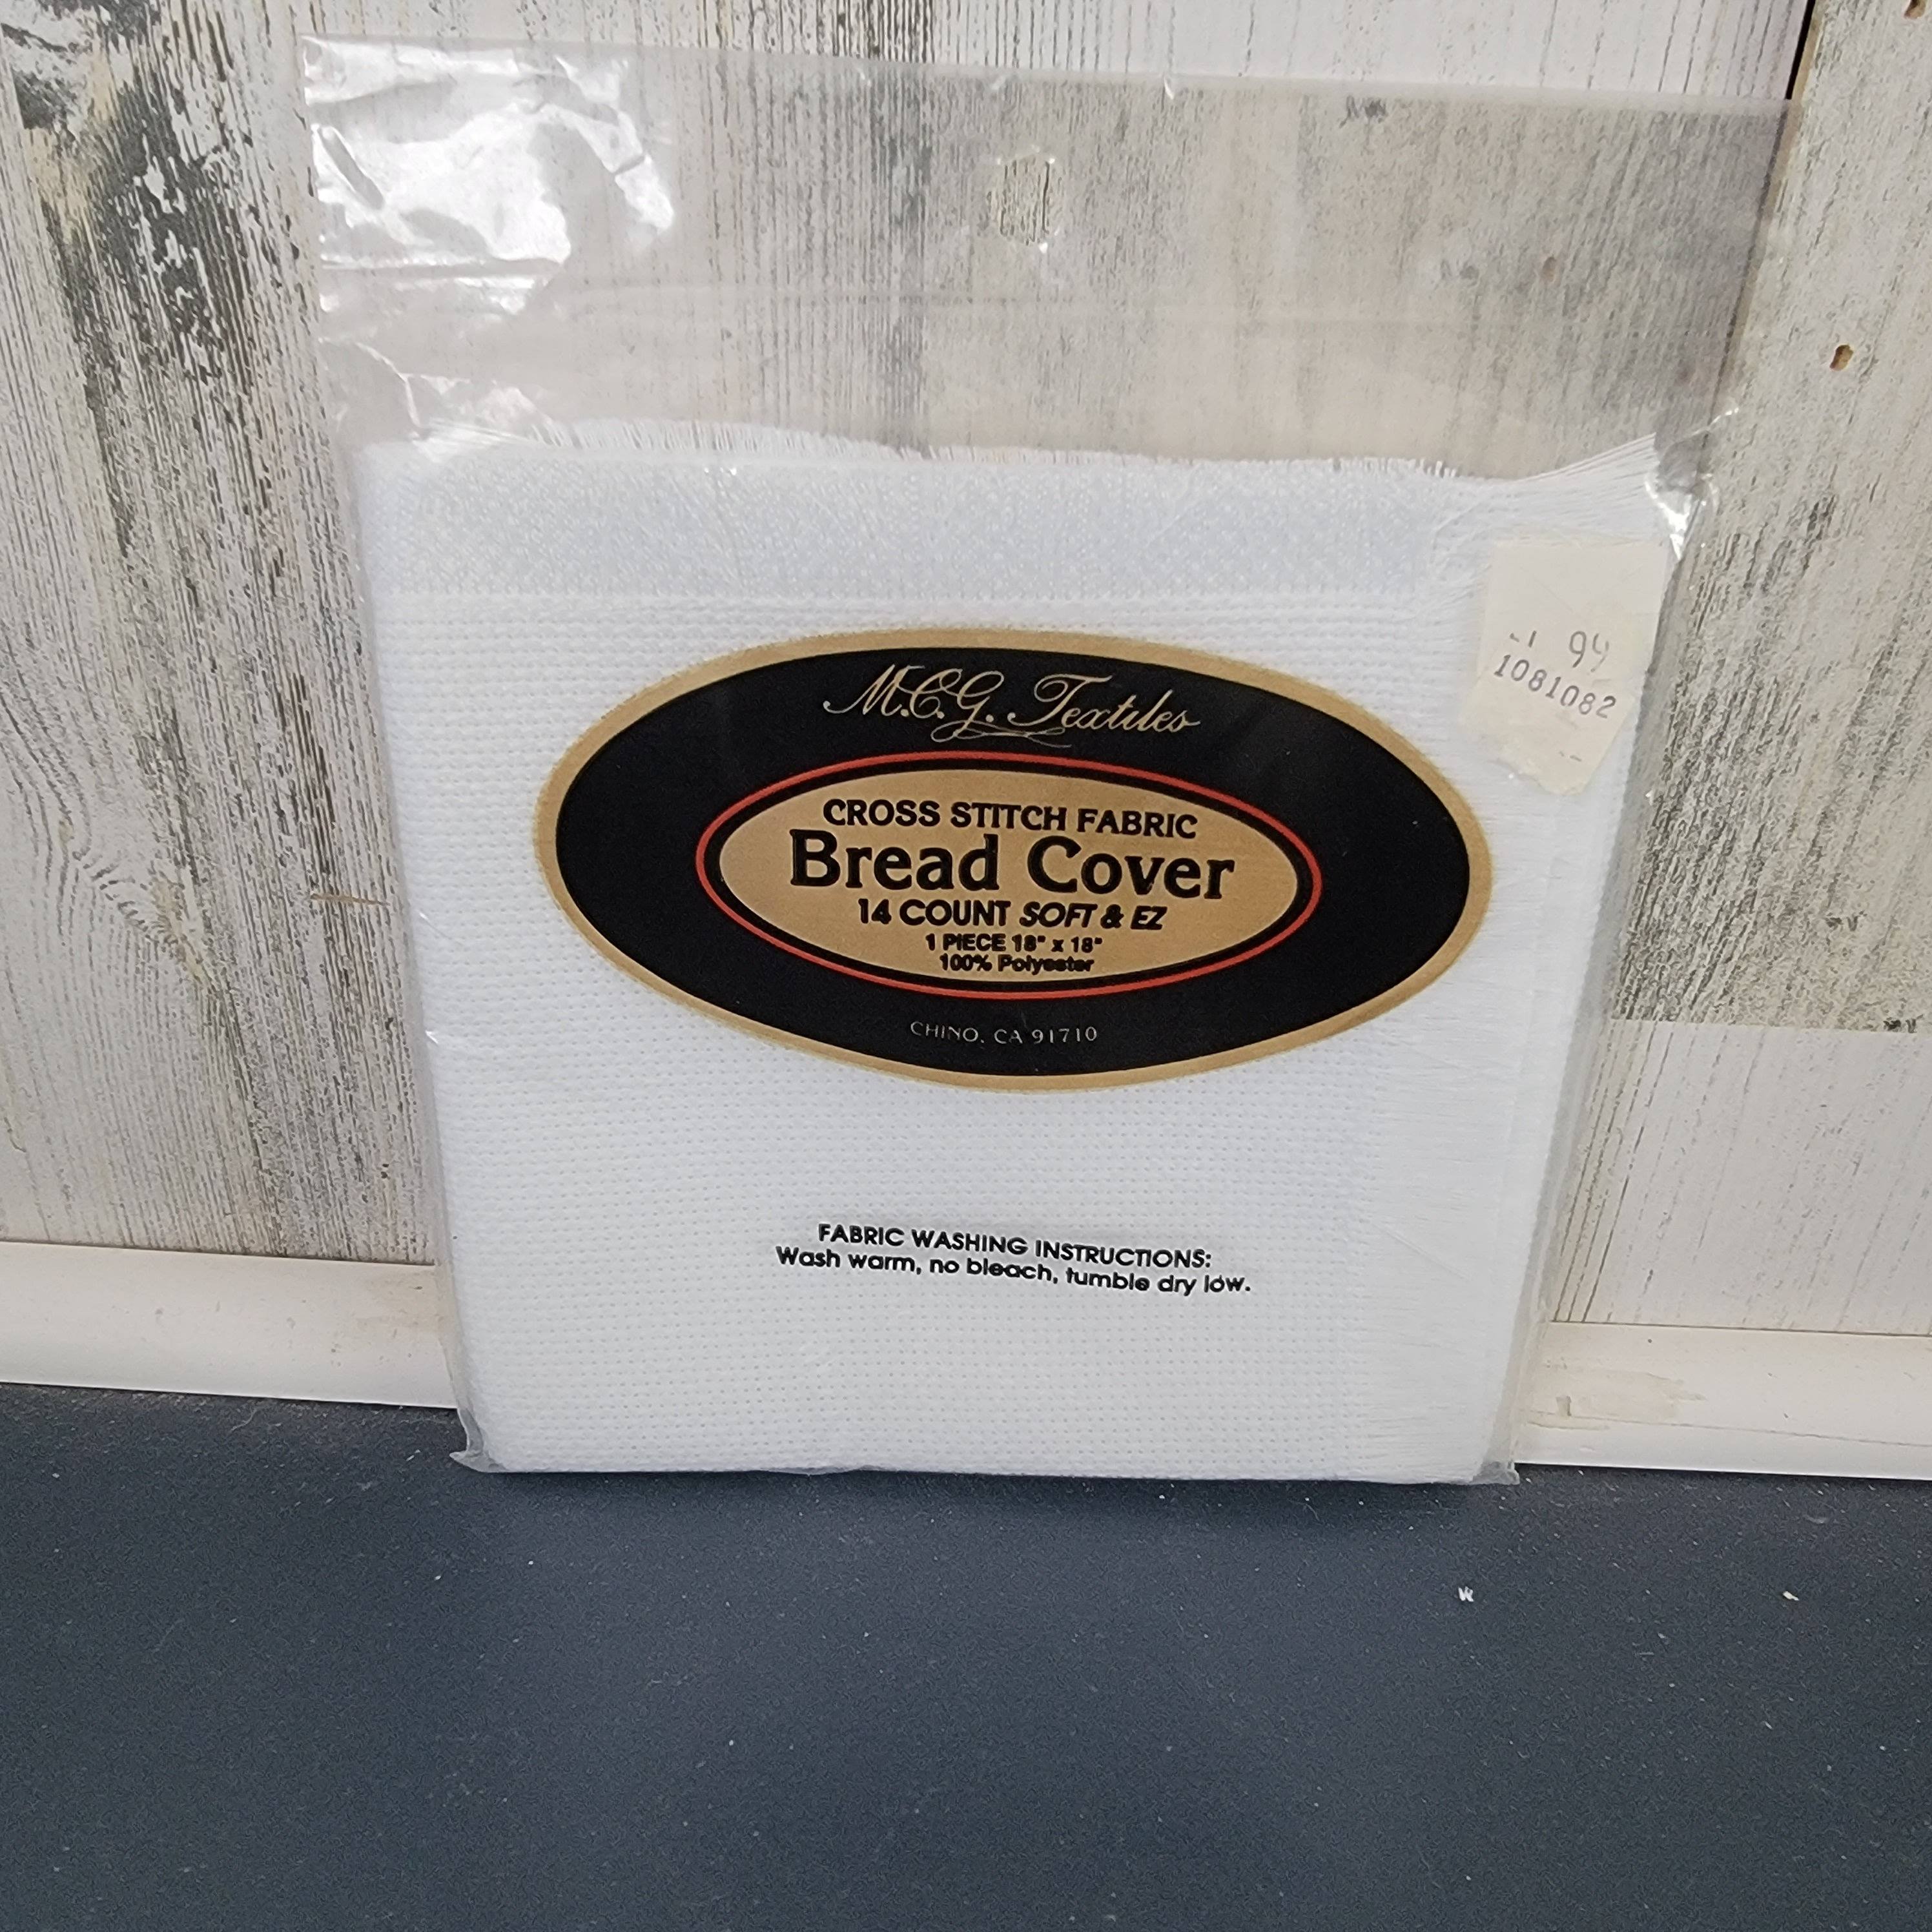 M.C.G. Textiles
CROSS STITCH FABRIC
Bread Cover
14 COUNT SOFT & EZ
1 PIECE 18" x 18"
100% Polyester
CHINO, CA 91710
99
1081082
FABRIC WASHING INSTRUCTIONS:
Wash warm, no bleach, tumble dry low.